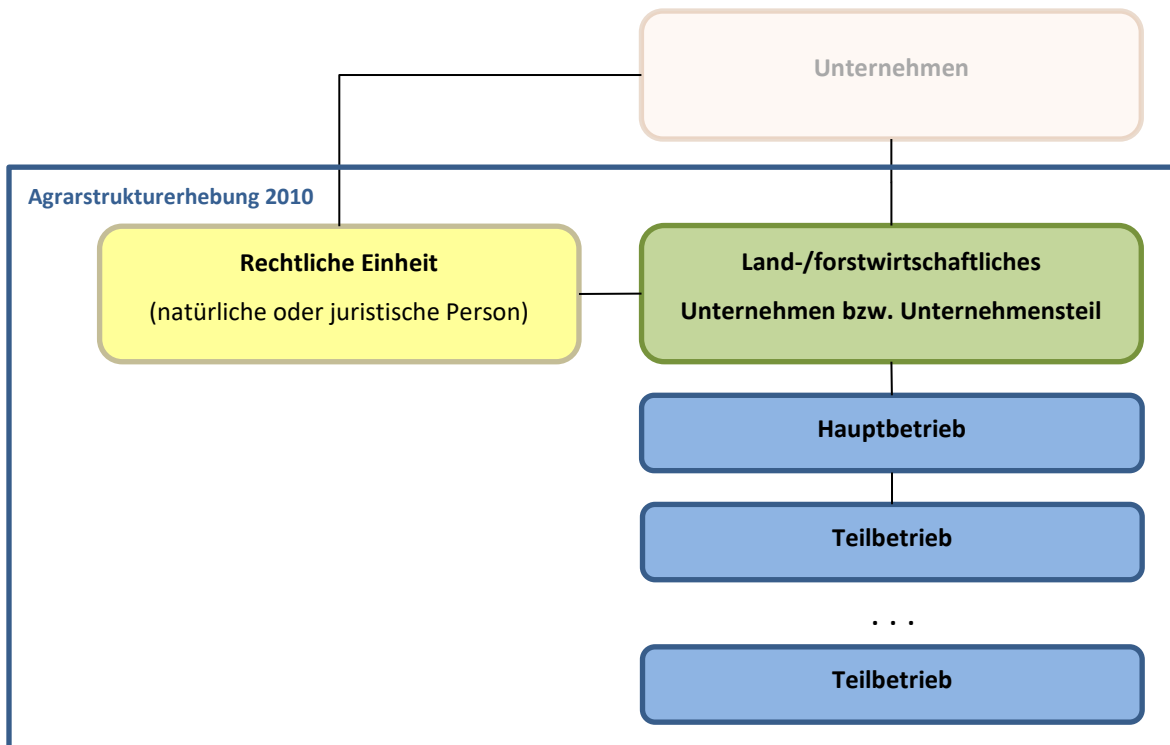 Unternehmen
Agrarstrukturerhebung 2010
Rechtliche Einheit
(natürliche oder juristische Person)
Land-/forstwirtschaftliches
Unternehmen bzw. Unternehmensteil
Hauptbetrieb
Teilbetrieb
. . .
Teilbetrieb